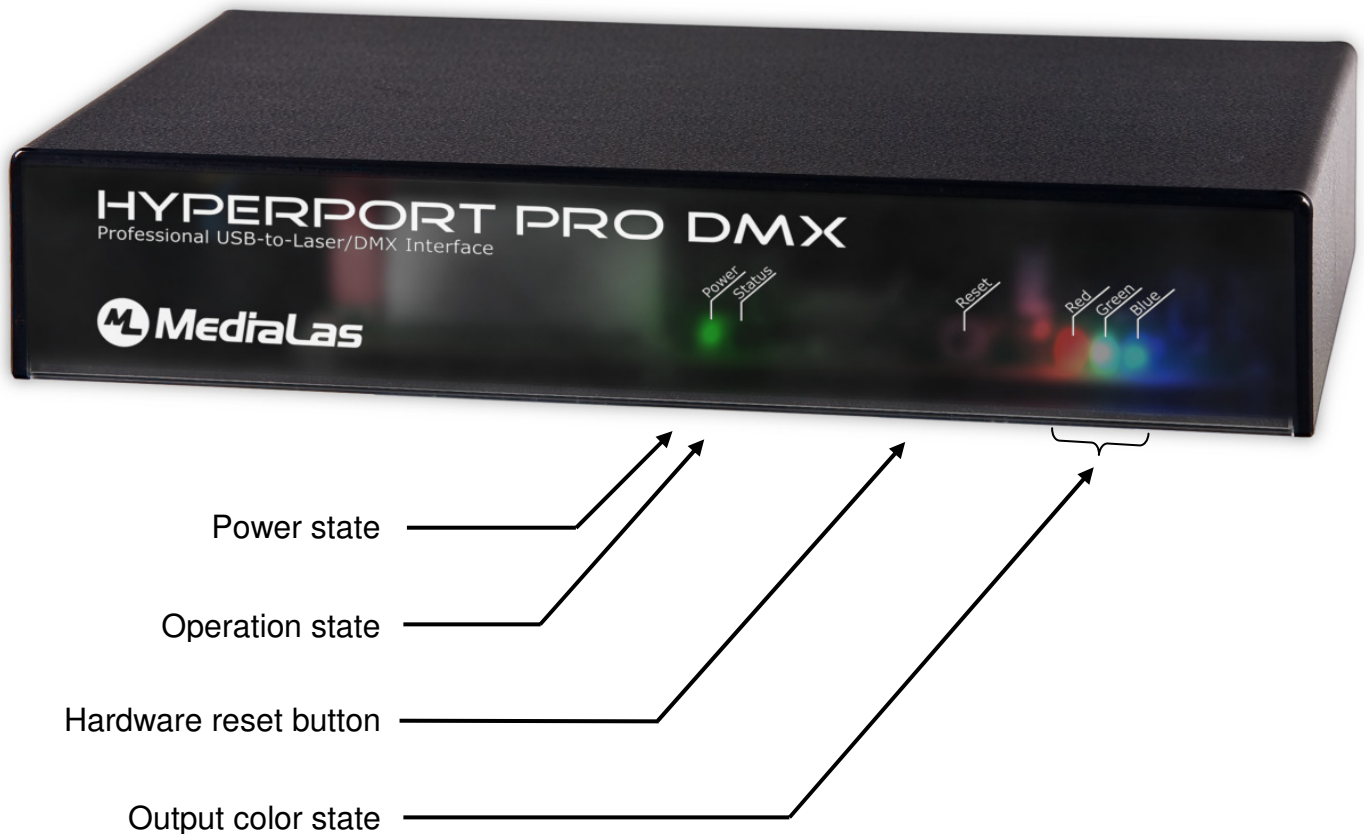 HYPERPORT PRO DMX
Professional USB-to-Laser/DMX Interface
ML MediaLas
Power
Status
Reset
Red
Green
Blue
Power state
Operation state
Hardware reset button
Output color state